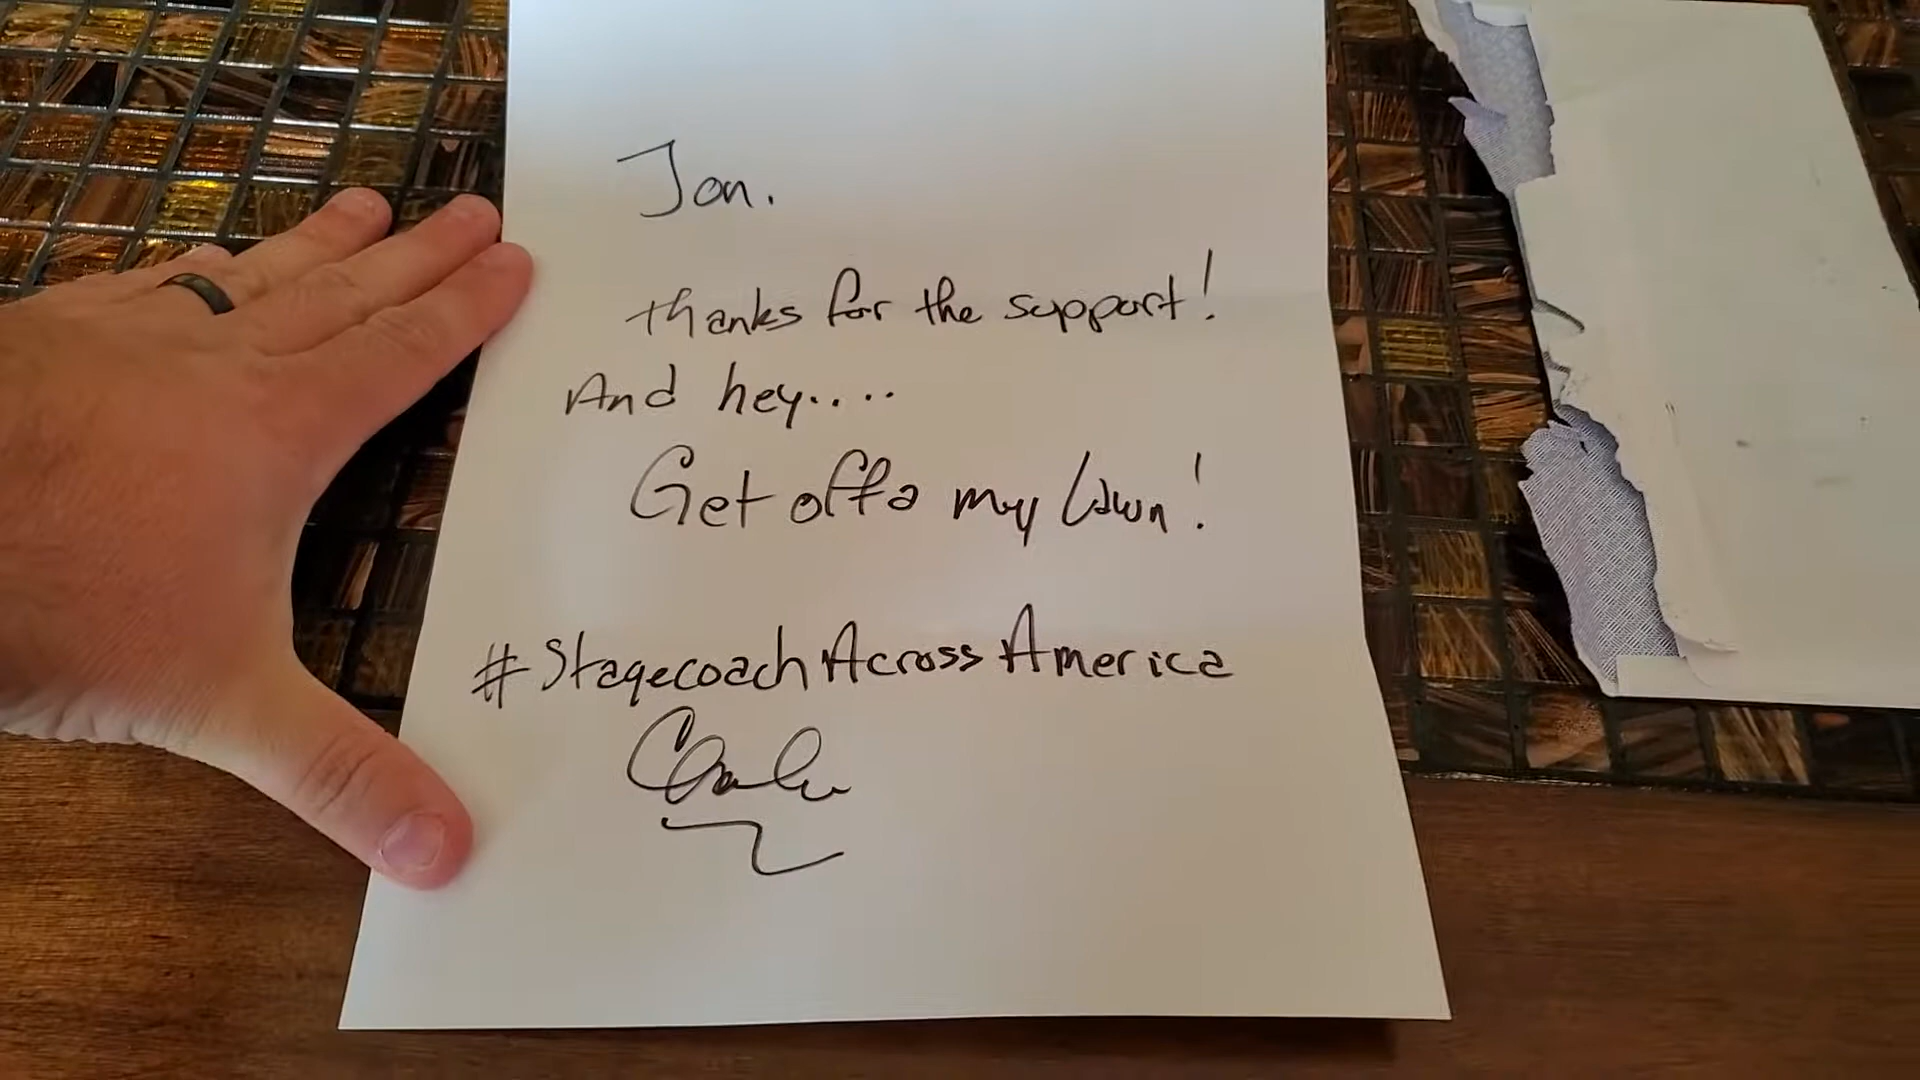 Jon.
thanks for the support!
And hey....
Get offa my lawn!
#StagecoachAcrossAmerica